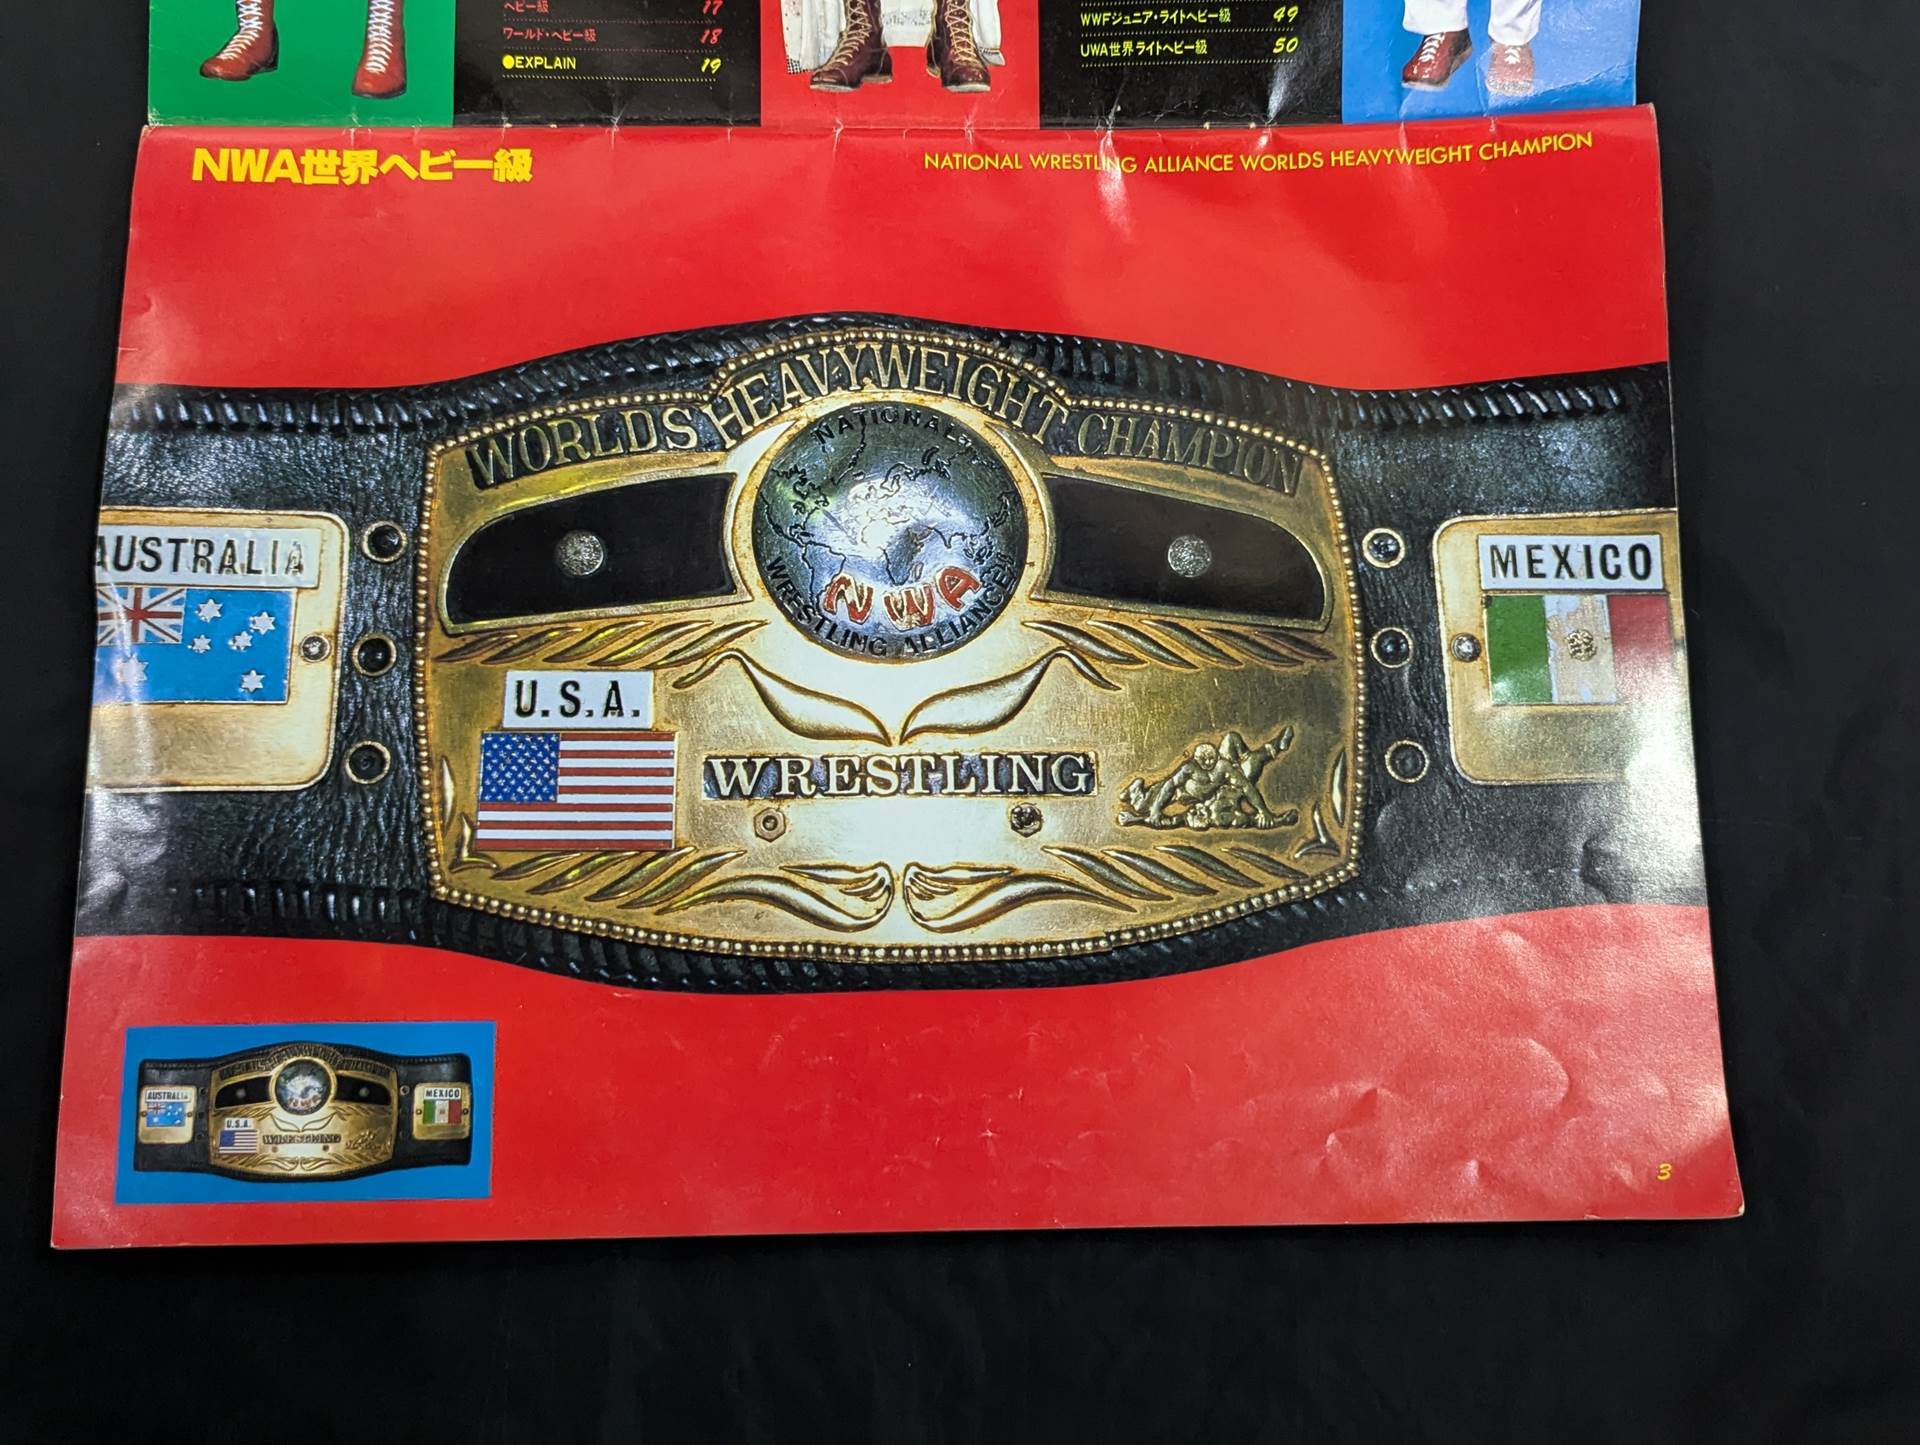 ヘビー級 17
ワールド・ヘビー級 18
●EXPLAIN 19
WWFジュニア・ライトヘビー級 49
UWA世界ライトヘビー級 50
NWA世界ヘビー級
NATIONAL WRESTLING ALLIANCE WORLDS HEAVYWEIGHT CHAMPION
WORLDS HEAVYWEIGHT CHAMPION
NATIONAL
NWA
WRESTLING ALLIANCE
AUSTRALIA
MEXICO
U.S.A.
WRESTLING
AUSTRALIA
MEXICO
U.S.A.
NWA
WRESTLING
3